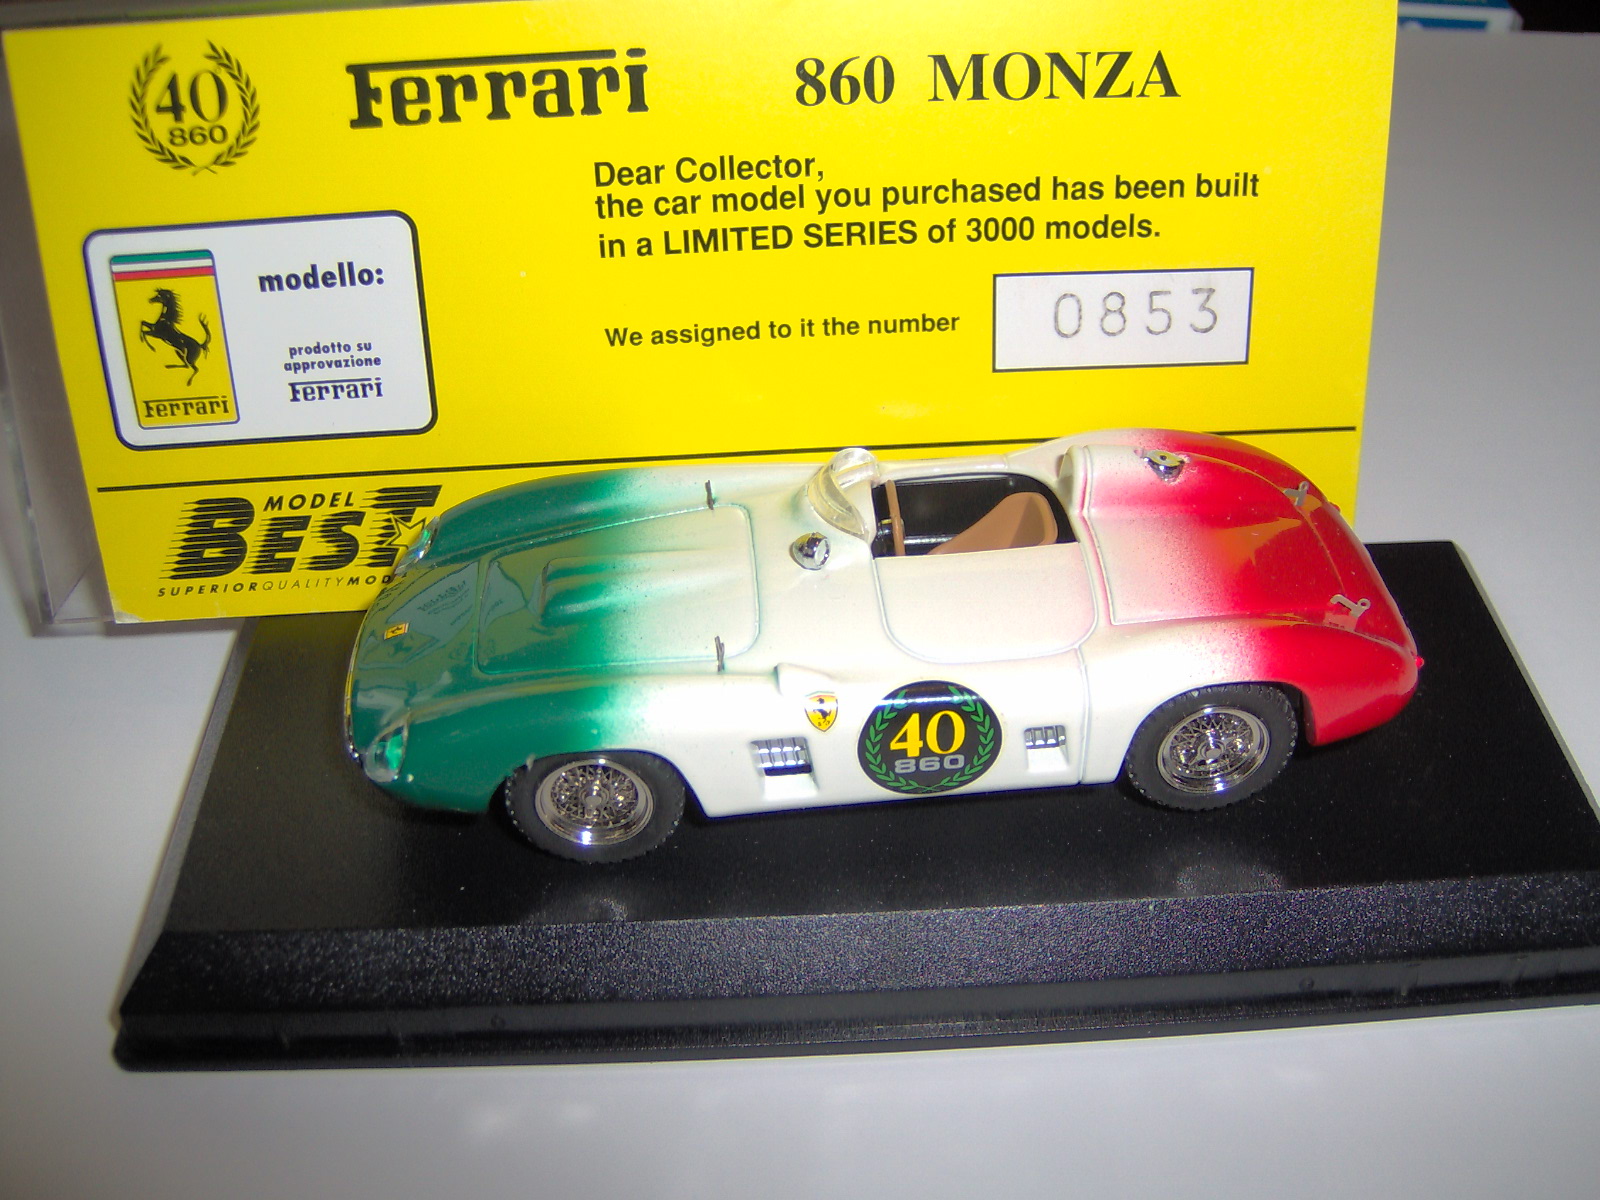 40
860
Ferrari
860 MONZA
Dear Collector,
the car model you purchased has been built
in a LIMITED SERIES of 3000 models.
We assigned to it the number
0853
modello:
prodotto su
approvazione
Ferrari
Ferrari
MODEL
BEST
SUPERIORQUALITYMOD
40
860